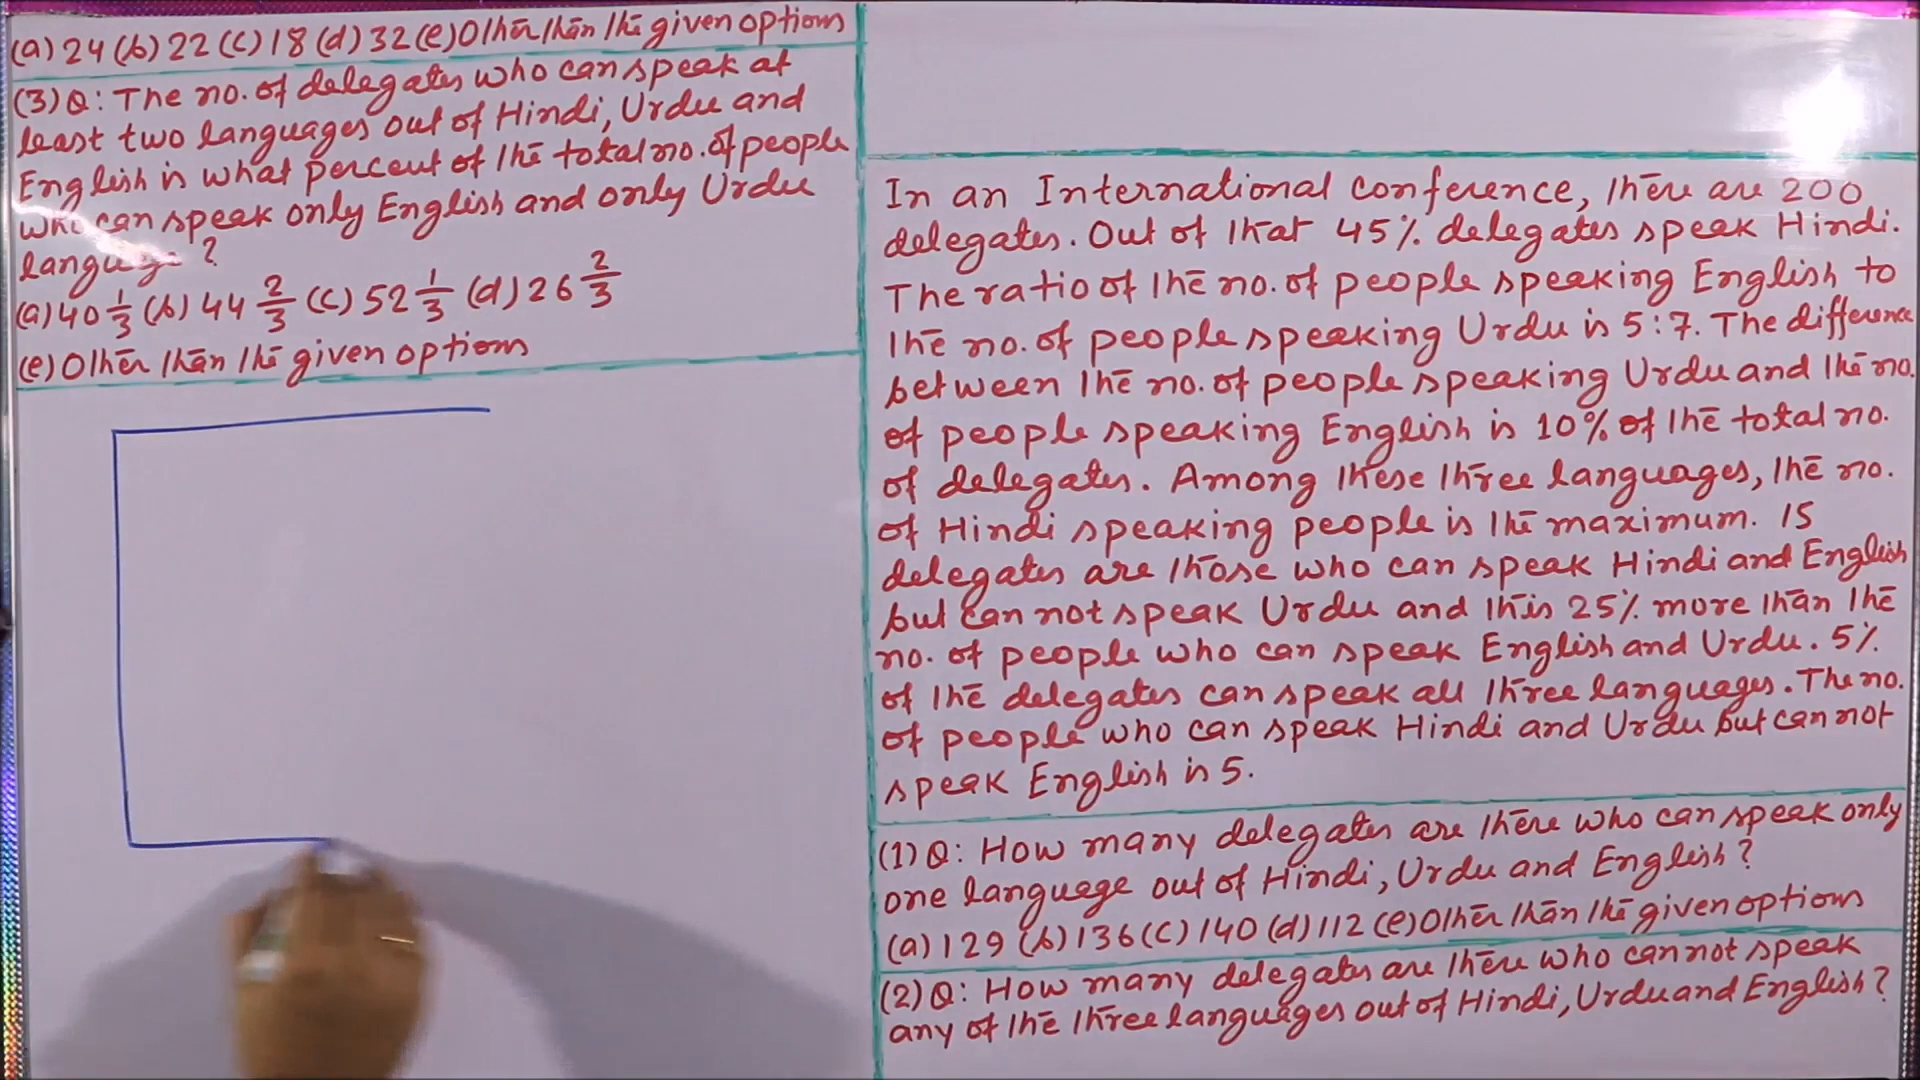 (a) 24 (b) 22 (c) 18 (d) 32 (e) Other than the given options
(3) Q: The no. of delegates who can speak at
least two languages out of Hindi, Urdu and
English is what percent of the total no. of people
who can speak only English and only Urdu
language?
(a) 40 1/3 (b) 44 2/3 (c) 52 1/3 (d) 26 2/3
(e) Other than the given options
In an International conference, there are 200
delegates. Out of that 45% delegates speak Hindi.
The ratio of the no. of people speaking English to
the no. of people speaking Urdu is 5:7. The difference
between the no. of people speaking Urdu and the no.
of people speaking English is 10% of the total no.
of delegates. Among these three languages, the no.
of Hindi speaking people is the maximum. 15
delegates are those who can speak Hindi and English
but can not speak Urdu and this 25% more than the
no. of people who can speak English and Urdu. 5%
of the delegates can speak all three languages. The no.
of people who can speak Hindi and Urdu but can not
speak English is 5.
(1) Q: How many delegates are there who can speak only
one language out of Hindi, Urdu and English?
(a) 129 (b) 136 (c) 140 (d) 112 (e) Other than the given options
(2) Q: How many delegates are there who can not speak
any of the three languages out of Hindi, Urdu and English?